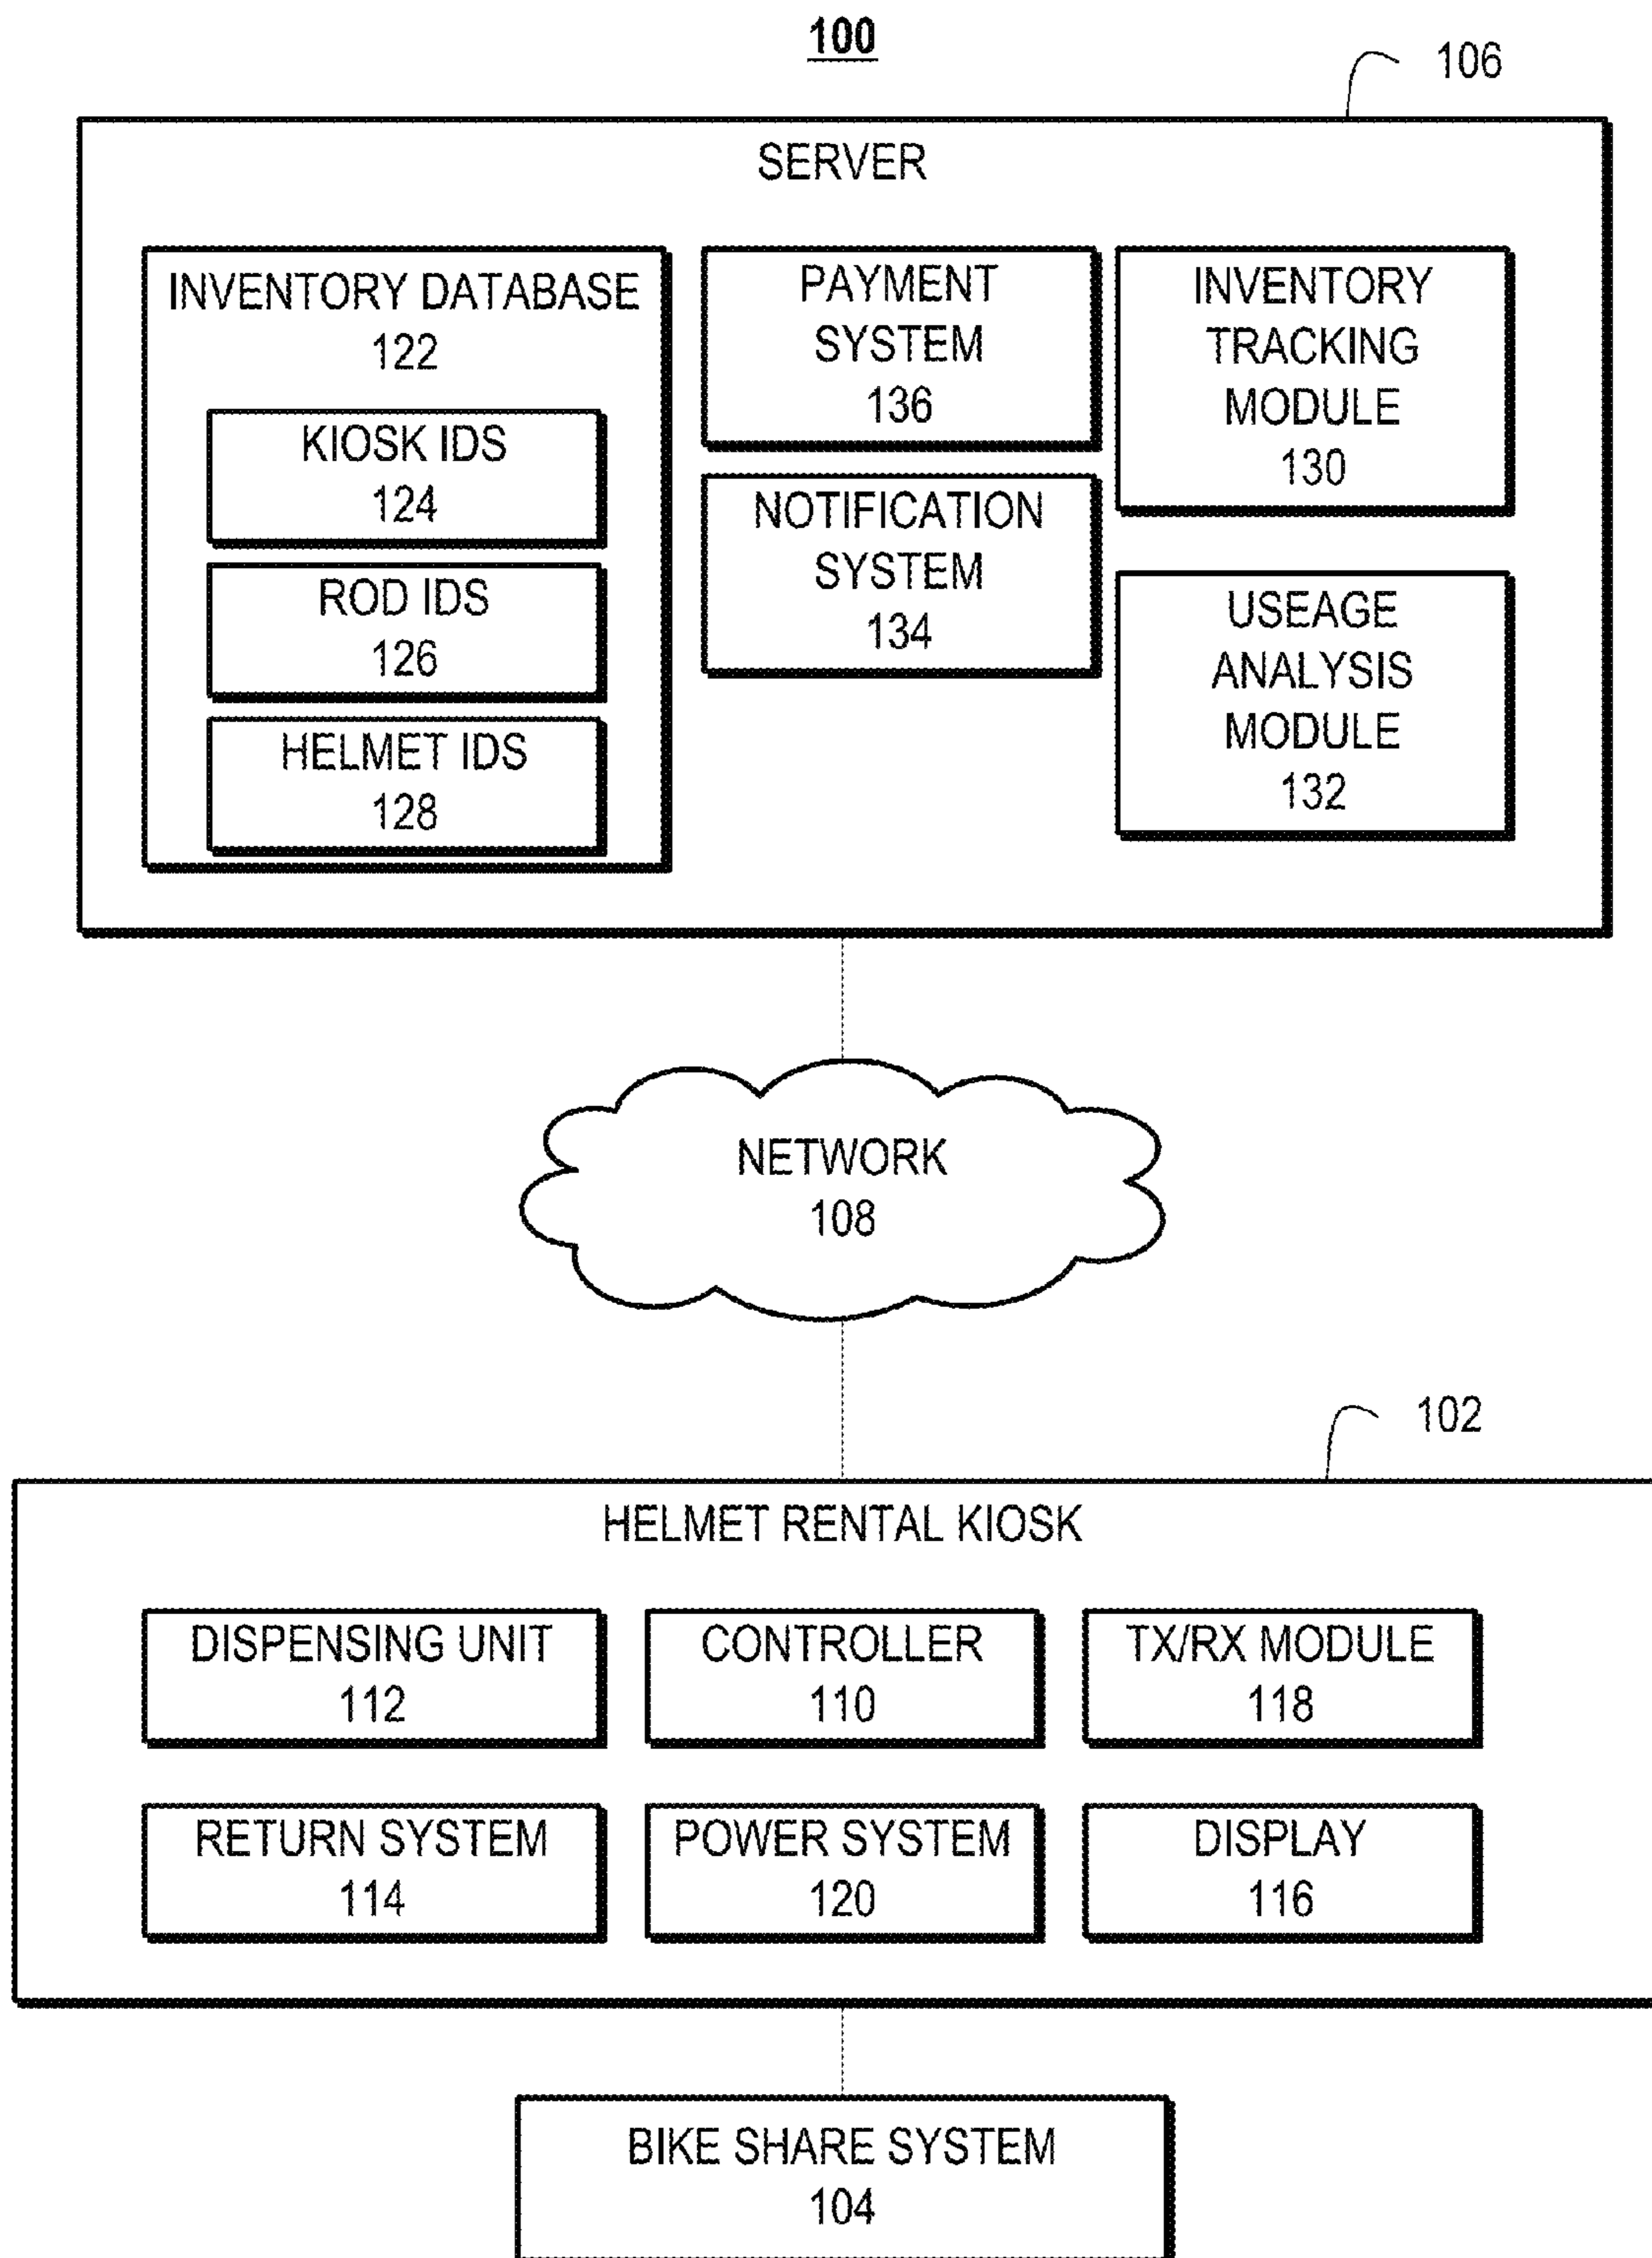 100
106
SERVER
INVENTORY DATABASE
122
KIOSK IDS
124
ROD IDS
126
HELMET IDS
128
PAYMENT
SYSTEM
136
NOTIFICATION
SYSTEM
134
INVENTORY
TRACKING
MODULE
130
USEAGE
ANALYSIS
MODULE
132
NETWORK
108
102
HELMET RENTAL KIOSK
DISPENSING UNIT
112
CONTROLLER
110
TX/RX MODULE
118
RETURN SYSTEM
114
POWER SYSTEM
120
DISPLAY
116
BIKE SHARE SYSTEM
104